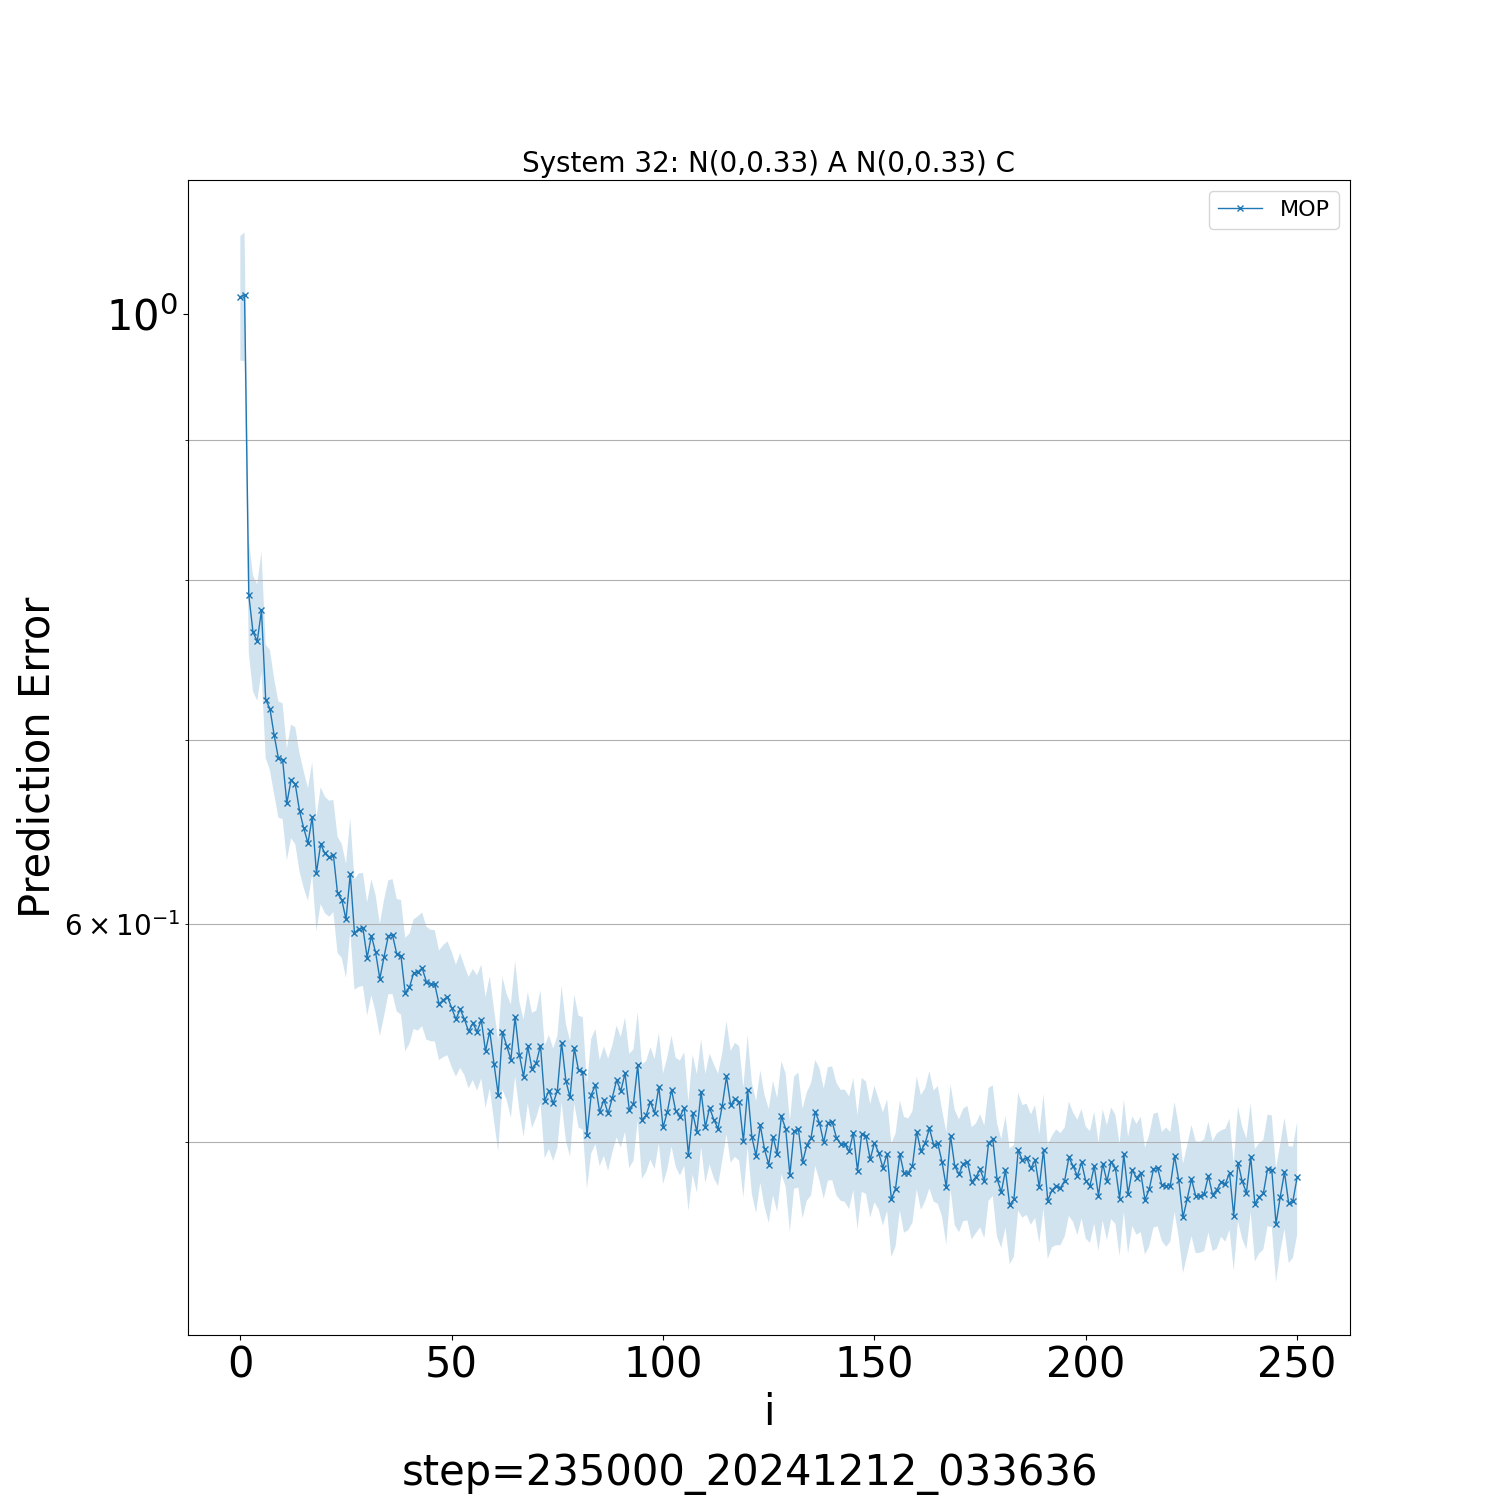 System 32: N(0,0.33) A N(0,0.33) C
MOP
10⁰
6 × 10⁻¹
Prediction Error
0 50 100 150 200 250
i
step=235000_20241212_033636